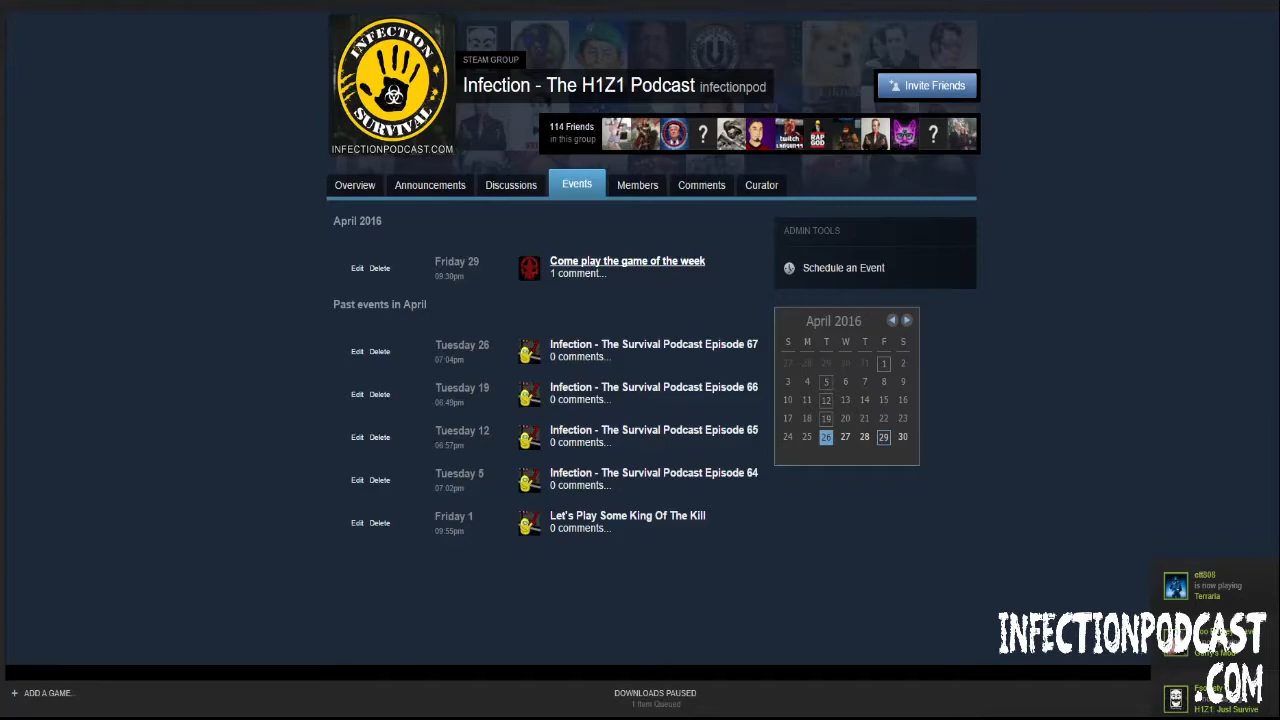 INFECTION
SURVIVAL
INFECTIONPODCAST.COM
STEAM GROUP
Infection - The H1Z1 Podcast infectionpod
Invite Friends
114 Friends
in this group
?
twitch
RAP
GOD
?
Overview Announcements Discussions Events Members Comments Curator
April 2016
Edit Delete Friday 29 Come play the game of the week
09:30pm 1 comment...
Past events in April
Edit Delete Tuesday 26 Infection - The Survival Podcast Episode 67
07:04pm 0 comments...
Edit Delete Tuesday 19 Infection - The Survival Podcast Episode 66
06:49pm 0 comments...
Edit Delete Tuesday 12 Infection - The Survival Podcast Episode 65
06:57pm 0 comments...
Edit Delete Tuesday 5 Infection - The Survival Podcast Episode 64
07:02pm 0 comments...
Edit Delete Friday 1 Let's Play Some King Of The Kill
09:55pm 0 comments...
ADMIN TOOLS
Schedule an Event
April 2016
S M T W T F S
27 28 29 30 31 1 2
3 4 5 6 7 8 9
10 11 12 13 14 15 16
17 18 19 20 21 22 23
24 25 26 27 28 29 30
is now playing
Terraria
INFECTIONPODCAST
.COM
H1Z1: Just Survive
+ ADD A GAME...
DOWNLOADS PAUSED
1 Item Queued